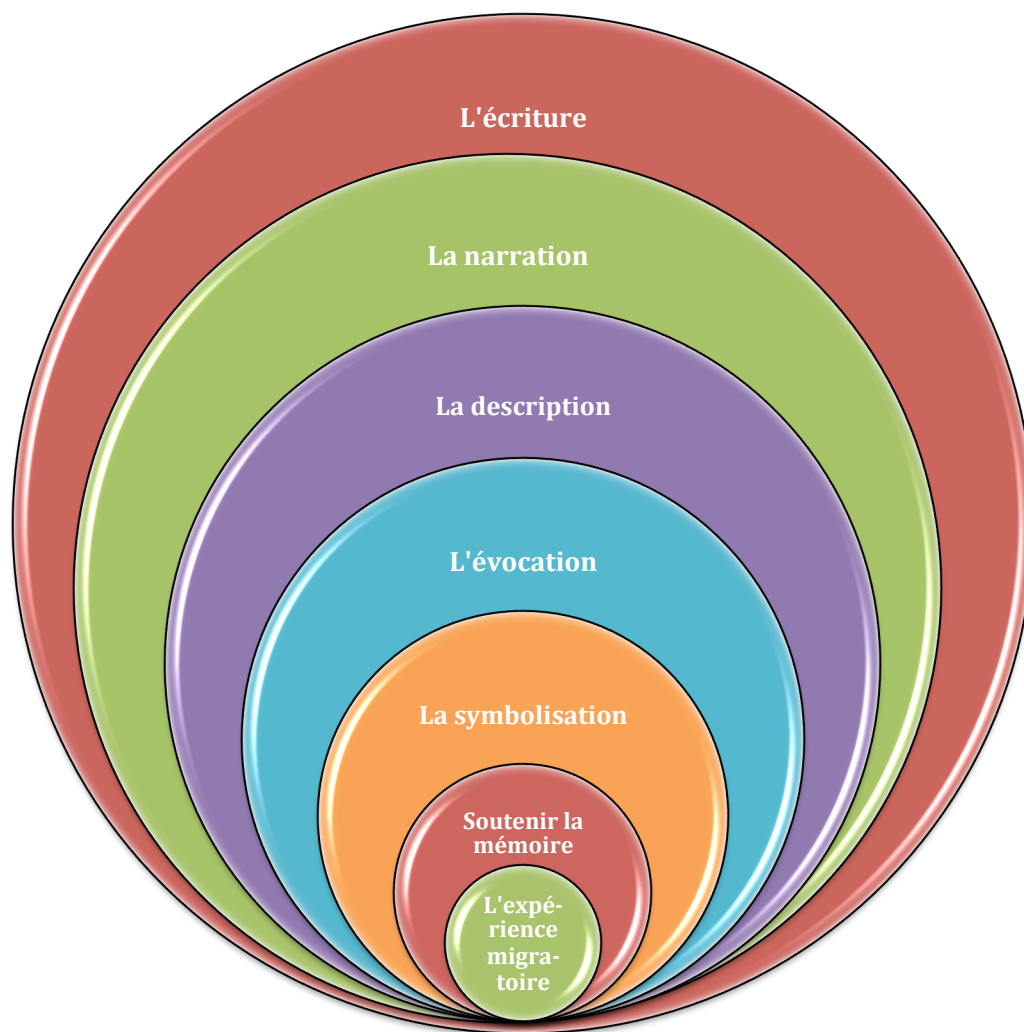 L'écriture
La narration
La description
L'évocation
La symbolisation
Soutenir la
mémoire
L'expé-
rience
migra-
toire